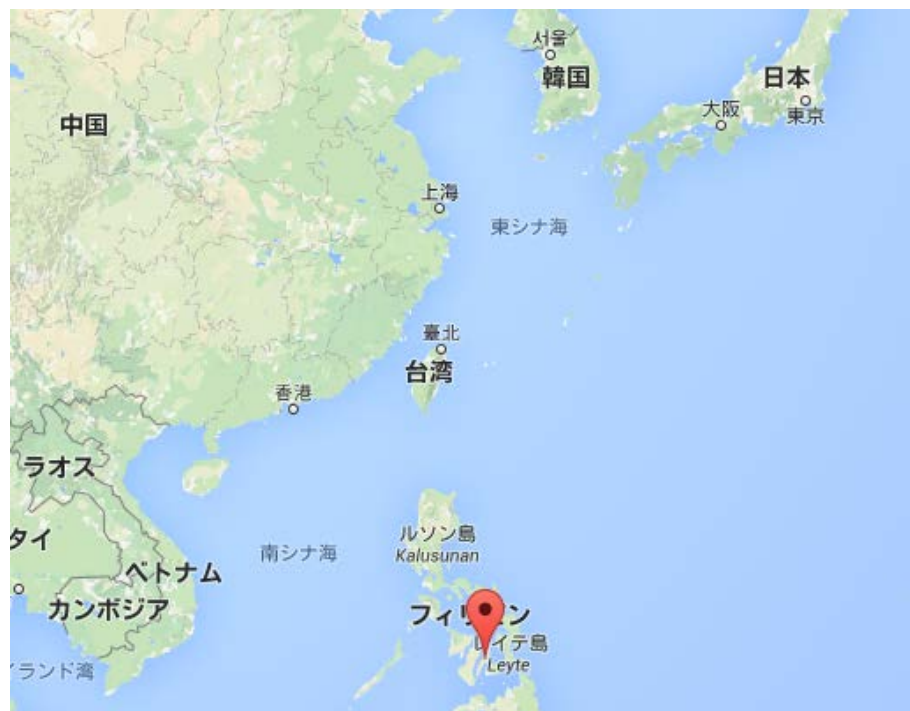 서울
韓国
日本
大阪
東京
中国
上海
東シナ海
臺北
台湾
香港
ラオス
ルソン島
Kalusunan
タイ
南シナ海
ベトナム
カンボジア
フィリピン
レイテ島
Leyte
イランド湾